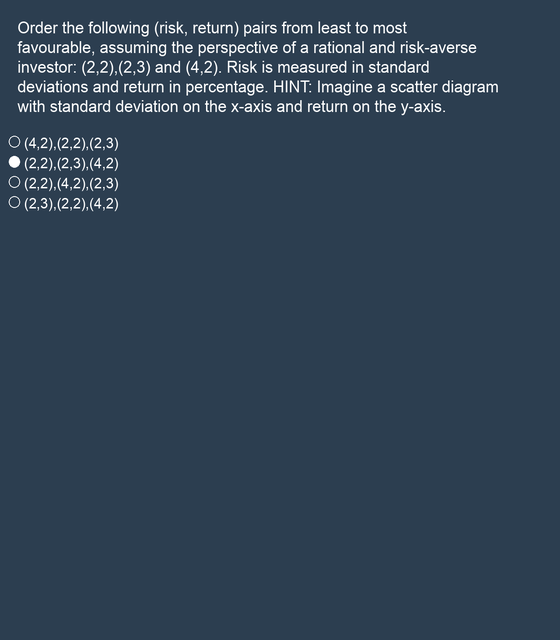 Order the following (risk, return) pairs from least to most
favourable, assuming the perspective of a rational and risk-averse
investor: (2,2),(2,3) and (4,2). Risk is measured in standard
deviations and return in percentage. HINT: Imagine a scatter diagram
with standard deviation on the x-axis and return on the y-axis.
(4,2),(2,2),(2,3)
(2,2),(2,3),(4,2)
(2,2),(4,2),(2,3)
(2,3),(2,2),(4,2)